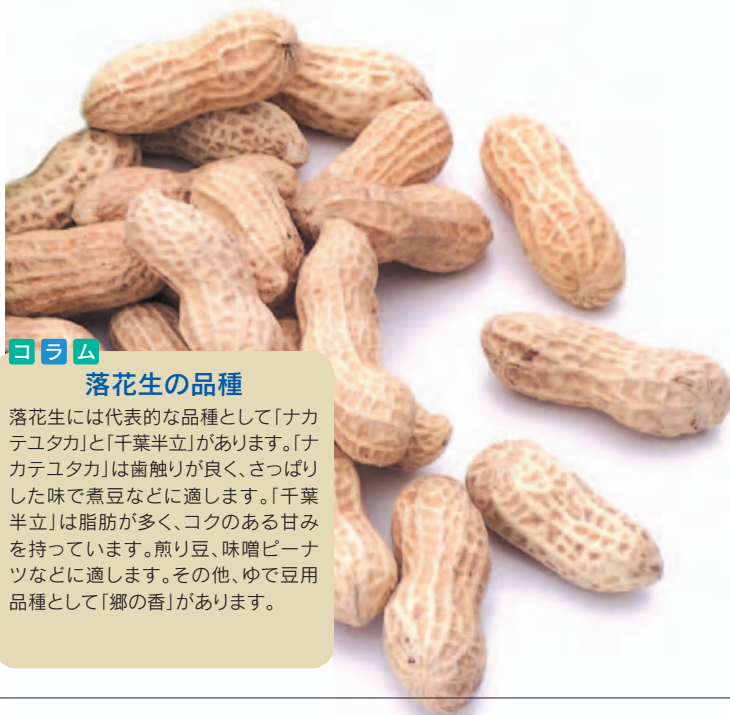 コラム
落花生の品種
落花生には代表的な品種として｢ナカ
テユタカ｣と｢千葉半立｣があります。｢ナ
カテユタカ｣は歯触りが良く､さっぱり
した味で煮豆などに適します。｢千葉
半立｣は脂肪が多く､コクのある甘み
を持っています。煎り豆､味噌ピーナ
ツなどに適します。その他､ゆで豆用
品種として｢郷の香｣があります。